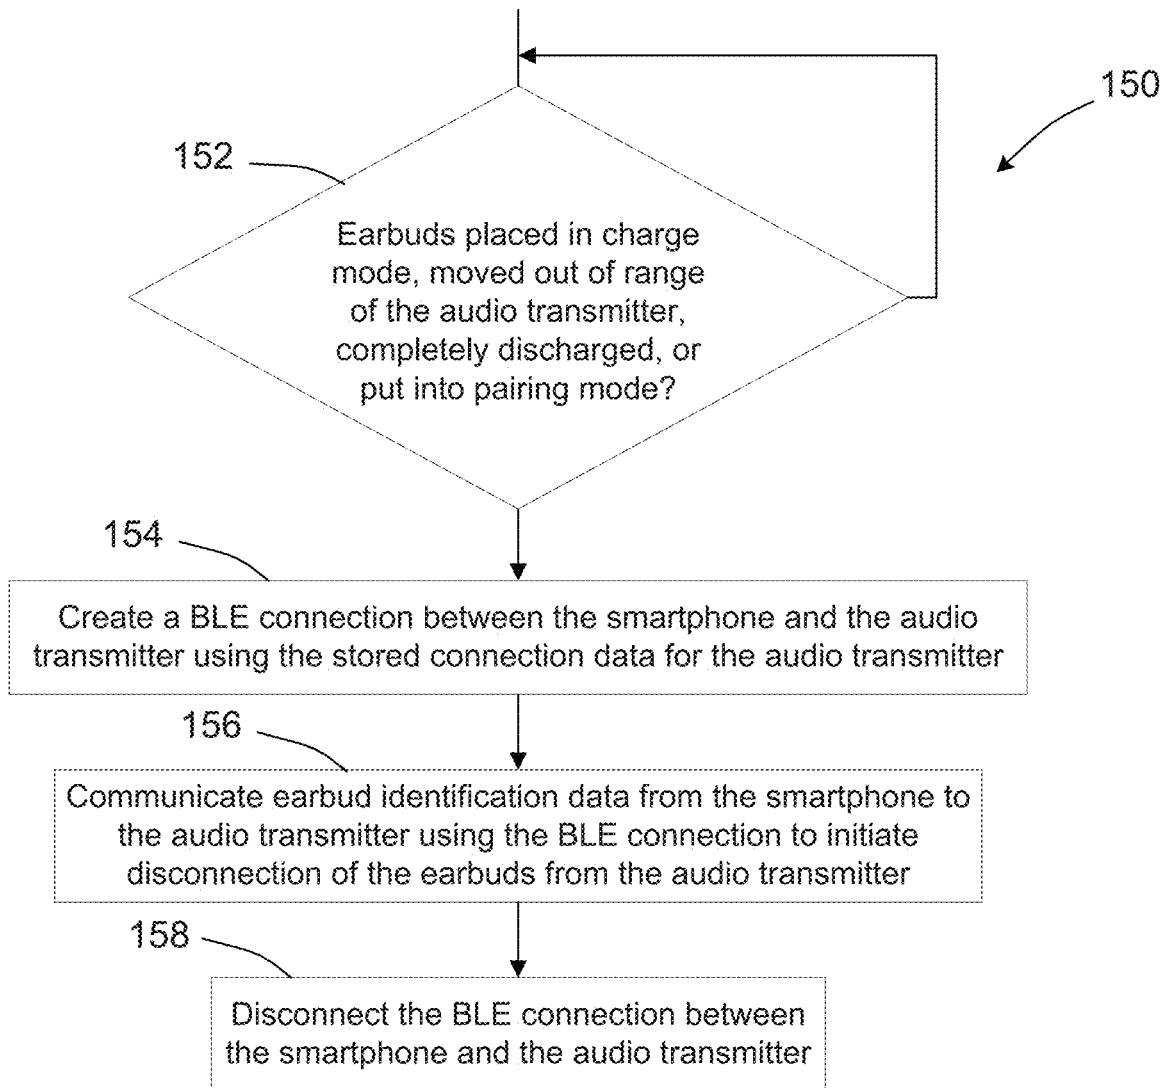 150
152
Earbuds placed in charge
mode, moved out of range
of the audio transmitter,
completely discharged, or
put into pairing mode?
154
Create a BLE connection between the smartphone and the audio
transmitter using the stored connection data for the audio transmitter
156
Communicate earbud identification data from the smartphone to
the audio transmitter using the BLE connection to initiate
disconnection of the earbuds from the audio transmitter
158
Disconnect the BLE connection between
the smartphone and the audio transmitter